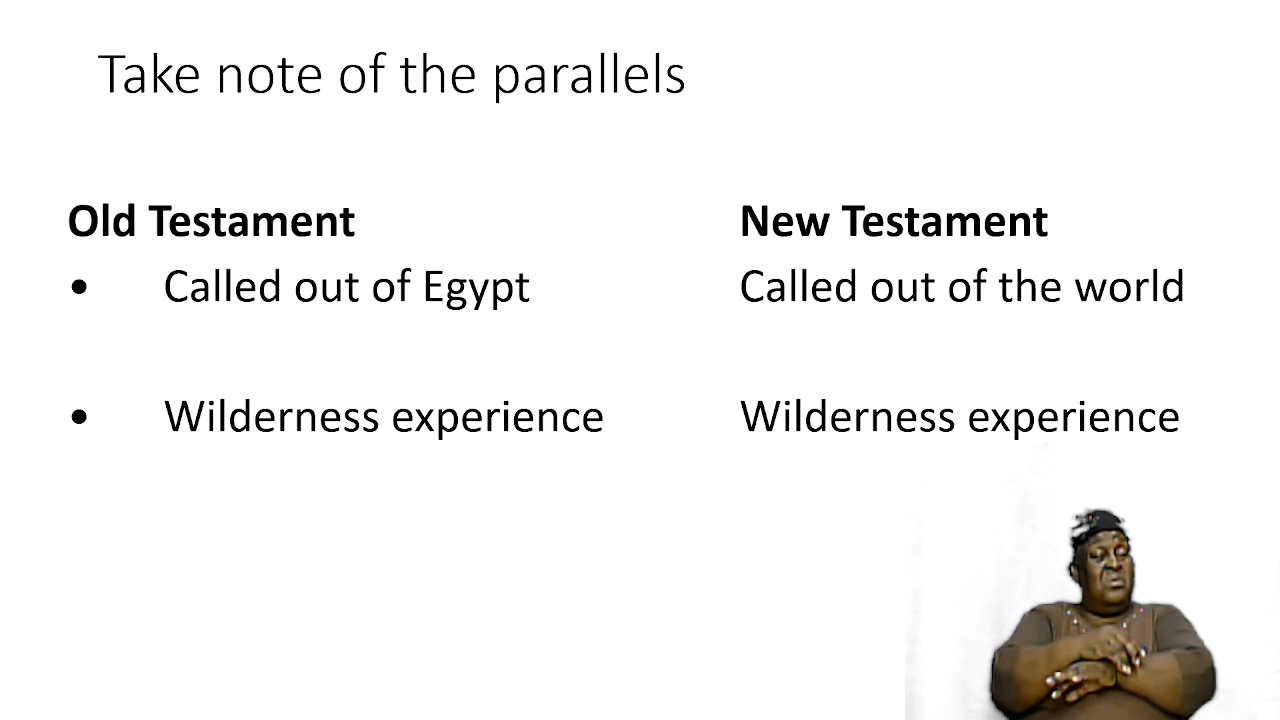 Take note of the parallels
Old Testament New Testament
• Called out of Egypt Called out of the world
• Wilderness experience Wilderness experience